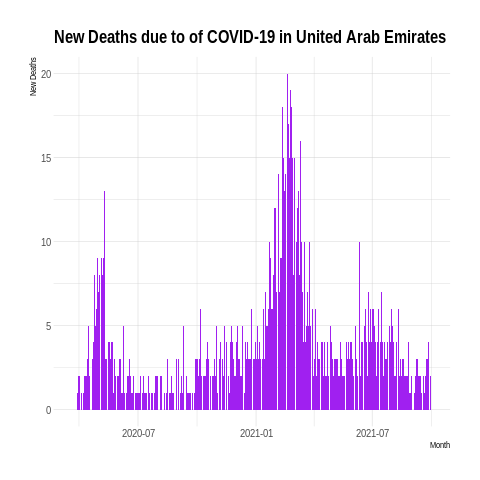 New Deaths due to of COVID-19 in United Arab Emirates
New Deaths
20
15
10
5
0
2020-07
2021-01
2021-07
Month